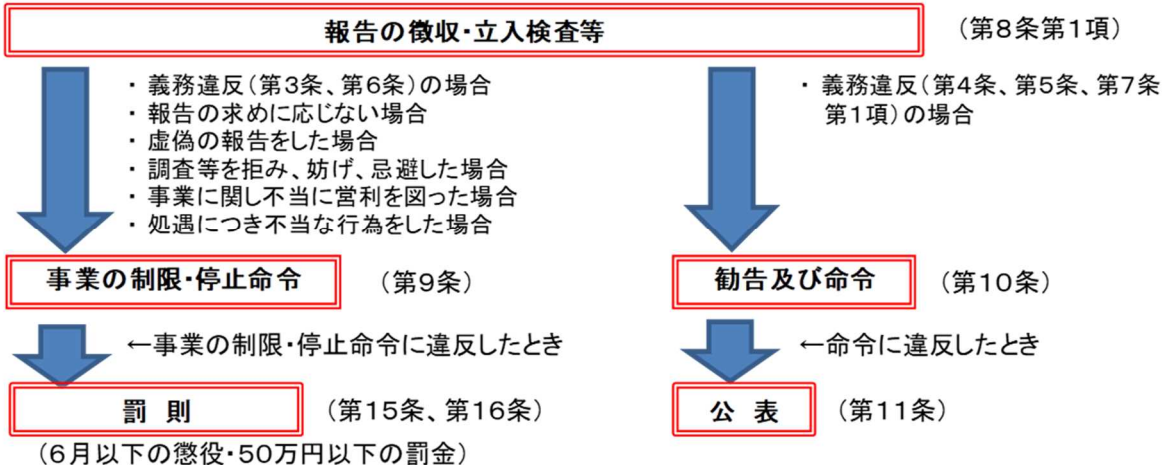 報告の徴収・立入検査等
（第8条第1項）
・ 義務違反（第3条、第6条）の場合
・ 報告の求めに応じない場合
・ 虚偽の報告をした場合
・ 調査等を拒み、妨げ、忌避した場合
・ 事業に関し不当に営利を図った場合
・ 処遇につき不当な行為をした場合
・ 義務違反（第4条、第5条、第7条
第1項）の場合
事業の制限・停止命令
（第9条）
勧告及び命令
（第10条）
←事業の制限・停止命令に違反したとき
←命令に違反したとき
罰 則
（第15条、第16条）
公 表
（第11条）
（6月以下の懲役・50万円以下の罰金）